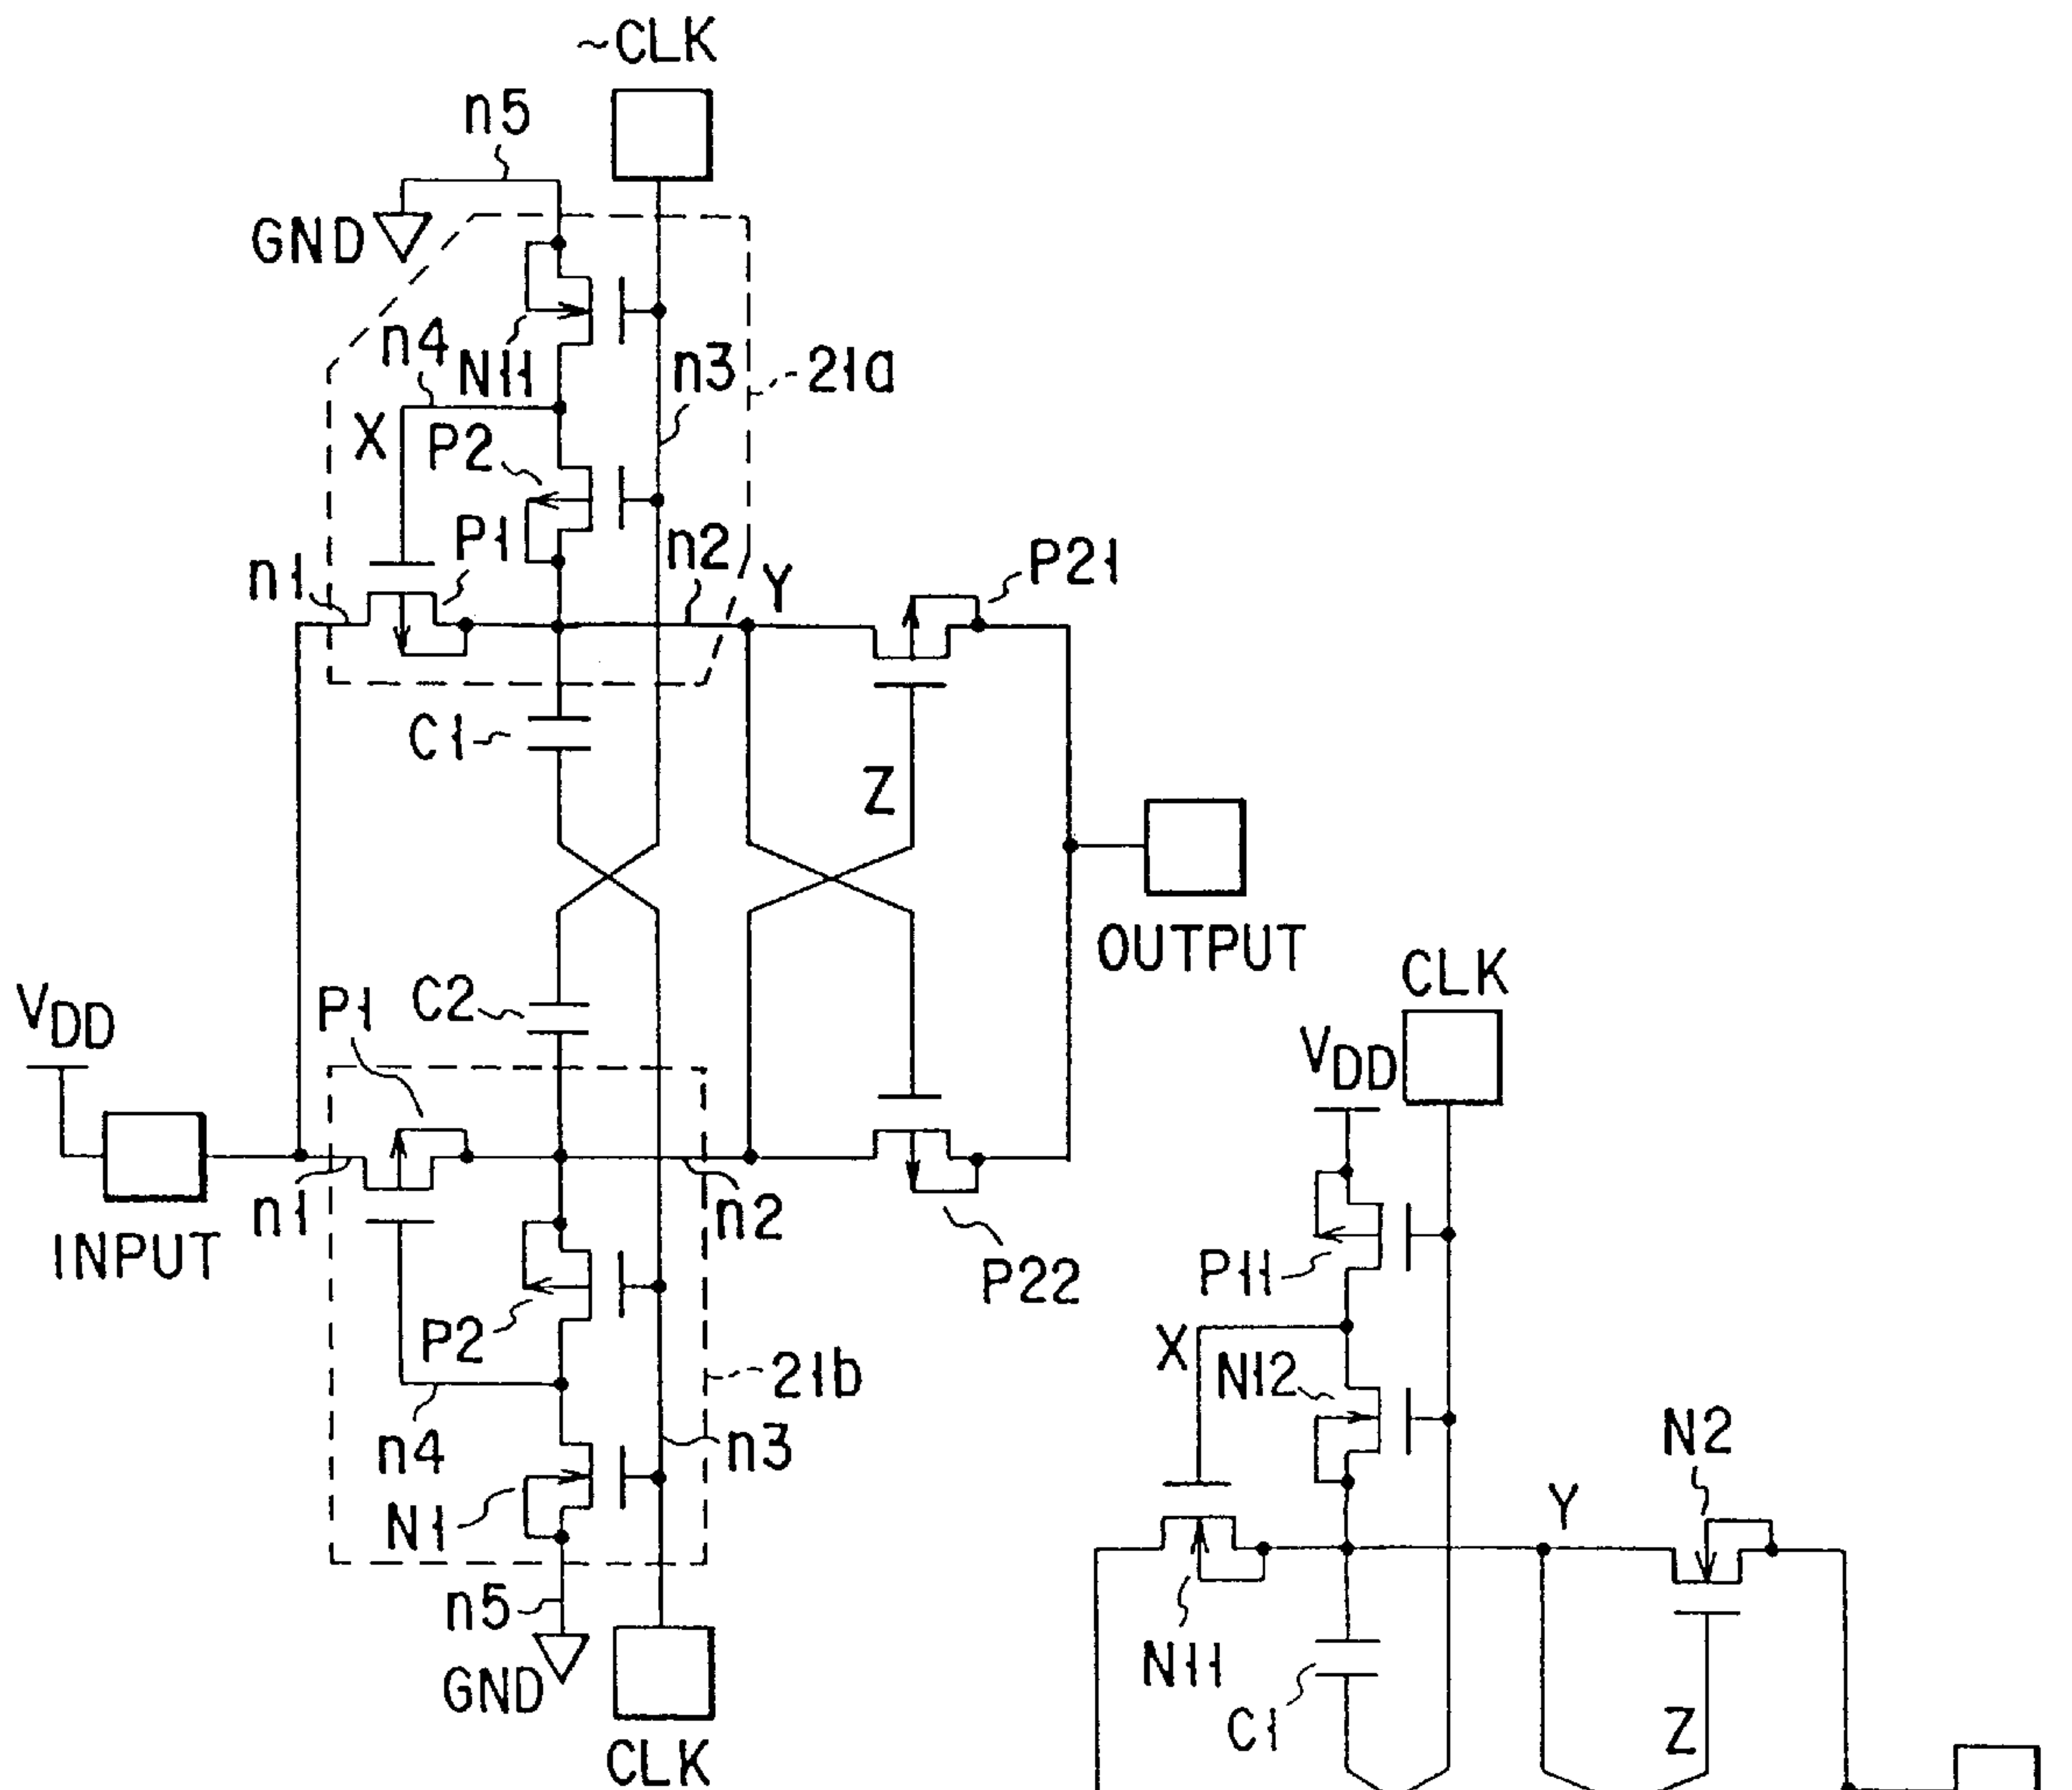 ~CLK
n5
GND
n4
N11
n3
21a
X
P2
P1
n2
n1
Y
P21
C1
Z
OUTPUT
CLK
VDD
P1
C2
VDD
n1
INPUT
n2
P22
P11
P2
X
N12
21b
n4
n3
N2
N1
Y
n5
N11
GND
C1
Z
CLK